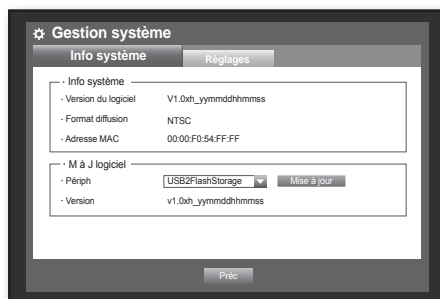 Gestion système
Info système
Réglages
· Info système
· Version du logiciel V1.0xh_yymmddhhmmss
· Format diffusion NTSC
· Adresse MAC 00:00:F0:54:FF:FF
· M à J logiciel
· Périph USB2FlashStorage Mise à jour
· Version v1.0xh_yymmddhhmmss
Préc